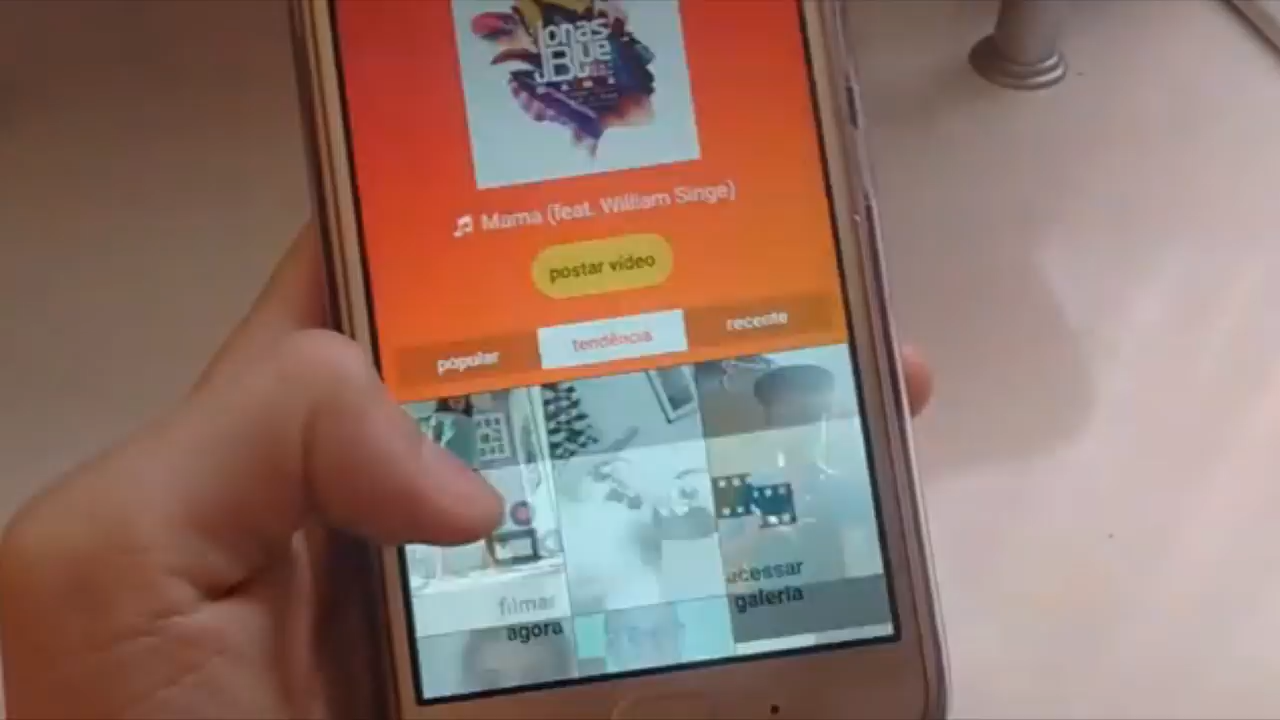 Jonas
Blue
Mama (feat. William Singe)
postar vídeo
popular
tendência
recente
filmar
agora
acessar
galeria